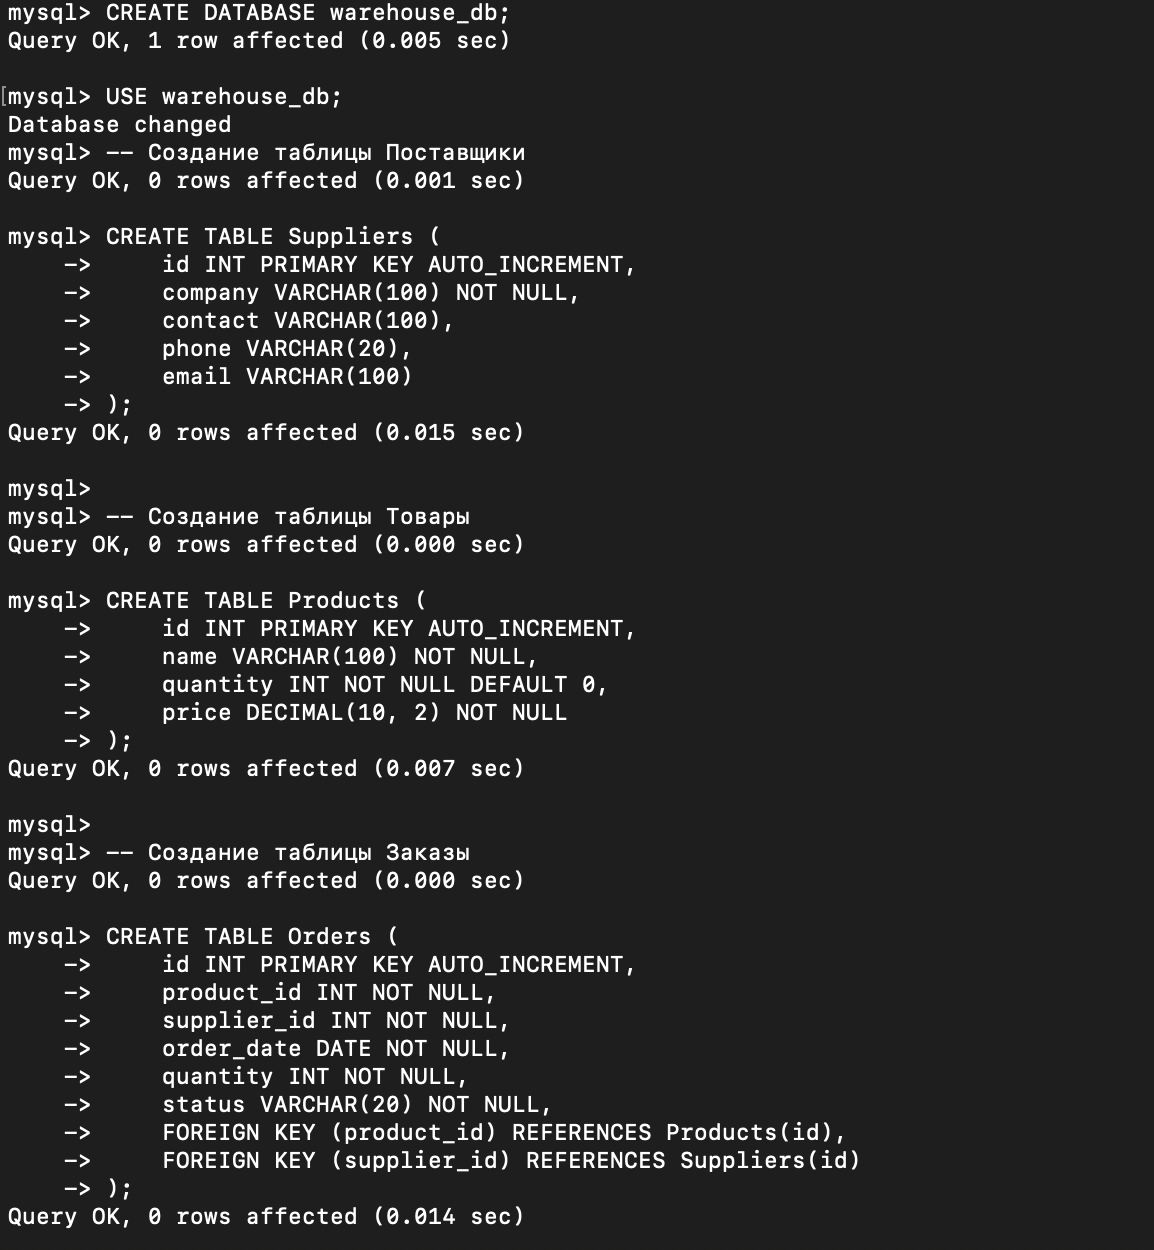 mysql> CREATE DATABASE warehouse_db;
Query OK, 1 row affected (0.005 sec)

[mysql> USE warehouse_db;
Database changed
mysql> -- Создание таблицы Поставщики
Query OK, 0 rows affected (0.001 sec)

mysql> CREATE TABLE Suppliers (
    ->     id INT PRIMARY KEY AUTO_INCREMENT,
    ->     company VARCHAR(100) NOT NULL,
    ->     contact VARCHAR(100),
    ->     phone VARCHAR(20),
    ->     email VARCHAR(100)
    -> );
Query OK, 0 rows affected (0.015 sec)

mysql>
mysql> -- Создание таблицы Товары
Query OK, 0 rows affected (0.000 sec)

mysql> CREATE TABLE Products (
    ->     id INT PRIMARY KEY AUTO_INCREMENT,
    ->     name VARCHAR(100) NOT NULL,
    ->     quantity INT NOT NULL DEFAULT 0,
    ->     price DECIMAL(10, 2) NOT NULL
    -> );
Query OK, 0 rows affected (0.007 sec)

mysql>
mysql> -- Создание таблицы Заказы
Query OK, 0 rows affected (0.000 sec)

mysql> CREATE TABLE Orders (
    ->     id INT PRIMARY KEY AUTO_INCREMENT,
    ->     product_id INT NOT NULL,
    ->     supplier_id INT NOT NULL,
    ->     order_date DATE NOT NULL,
    ->     quantity INT NOT NULL,
    ->     status VARCHAR(20) NOT NULL,
    ->     FOREIGN KEY (product_id) REFERENCES Products(id),
    ->     FOREIGN KEY (supplier_id) REFERENCES Suppliers(id)
    -> );
Query OK, 0 rows affected (0.014 sec)